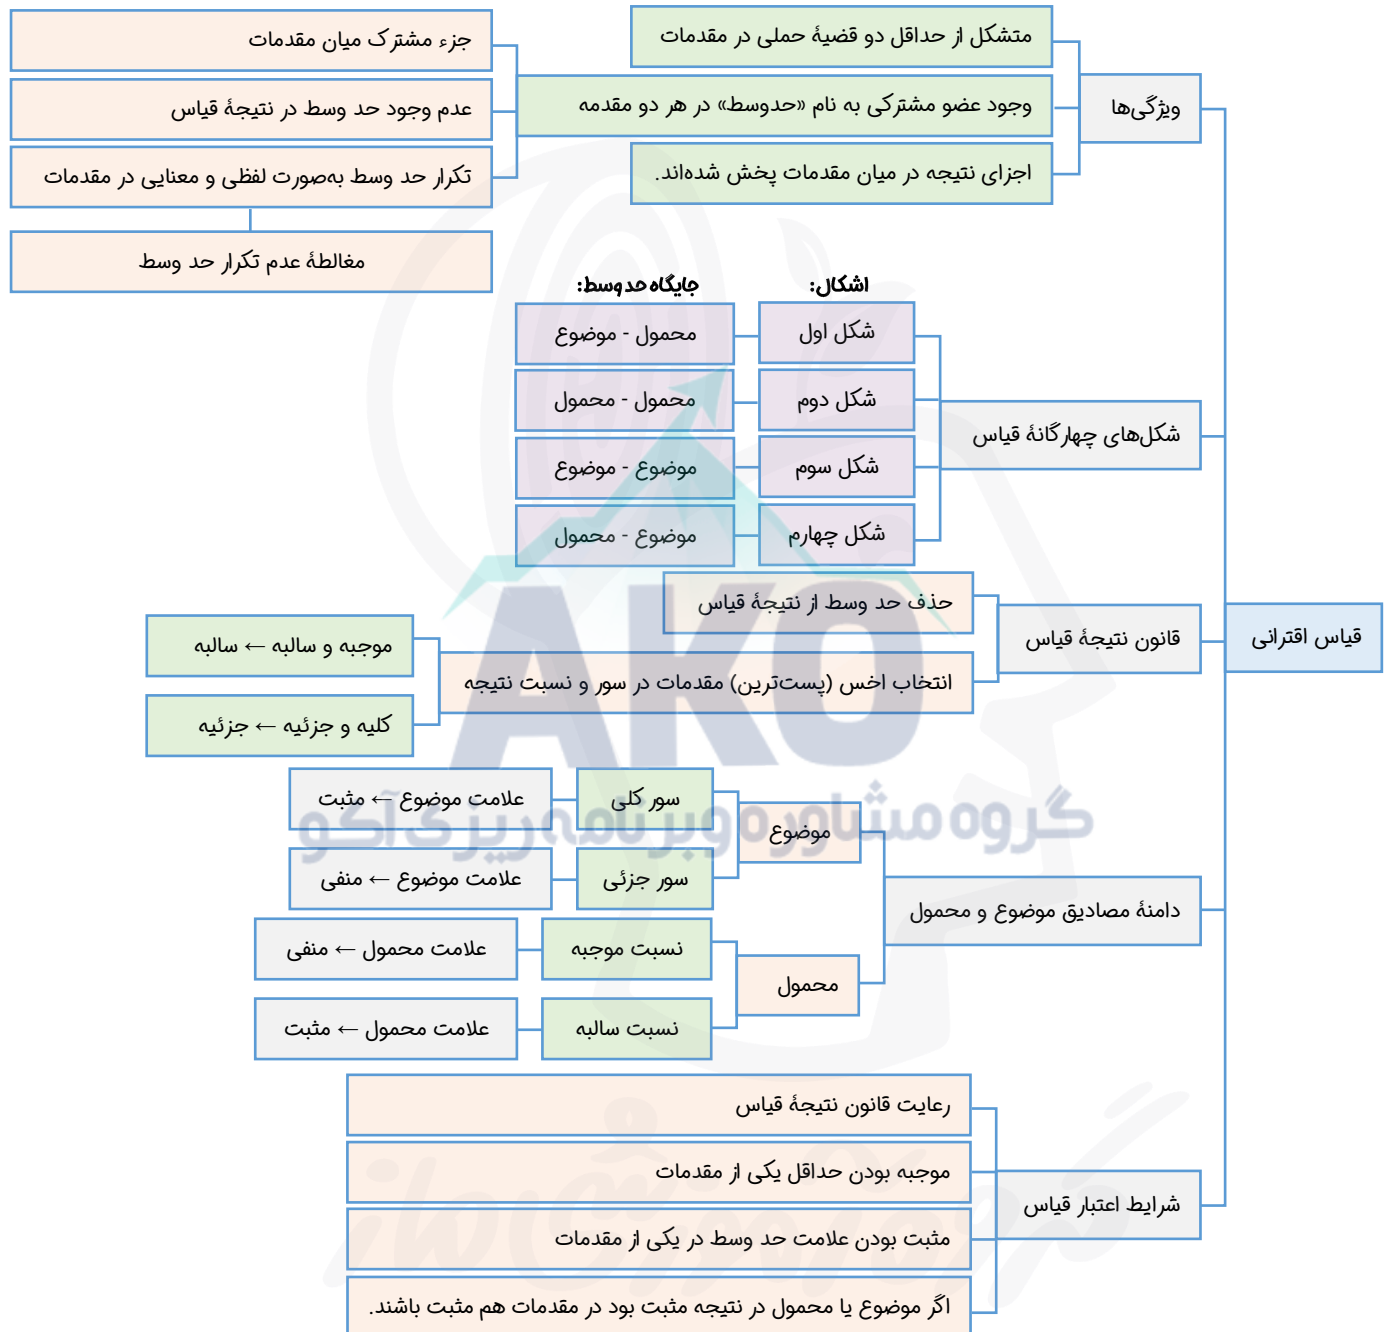 قیاس اقترانی
ویژگی‌ها
متشکل از حداقل دو قضیهٔ حملی در مقدمات
وجود عضو مشترکی به نام «حدوسط» در هر دو مقدمه
جزء مشترک میان مقدمات
عدم وجود حد وسط در نتیجهٔ قیاس
تکرار حد وسط به‌صورت لفظی و معنایی در مقدمات
مغالطهٔ عدم تکرار حد وسط
اجزای نتیجه در میان مقدمات پخش شده‌اند.
شکل‌های چهارگانهٔ قیاس
اشکال:
جایگاه حدوسط:
شکل اول
محمول - موضوع
شکل دوم
محمول - محمول
شکل سوم
موضوع - موضوع
شکل چهارم
موضوع - محمول
قانون نتیجهٔ قیاس
حذف حد وسط از نتیجهٔ قیاس
انتخاب اخس (پست‌ترین) مقدمات در سور و نسبت نتیجه
موجبه و سالبه ← سالبه
کلیه و جزئیه ← جزئیه
دامنهٔ مصادیق موضوع و محمول
موضوع
سور کلی
علامت موضوع ← مثبت
سور جزئی
علامت موضوع ← منفی
محمول
نسبت موجبه
علامت محمول ← منفی
نسبت سالبه
علامت محمول ← مثبت
شرایط اعتبار قیاس
رعایت قانون نتیجهٔ قیاس
موجبه بودن حداقل یکی از مقدمات
مثبت بودن علامت حد وسط در یکی از مقدمات
اگر موضوع یا محمول در نتیجه مثبت بود در مقدمات هم مثبت باشند.
AKO
گروه مشاوره و برنامه ریزی آکو